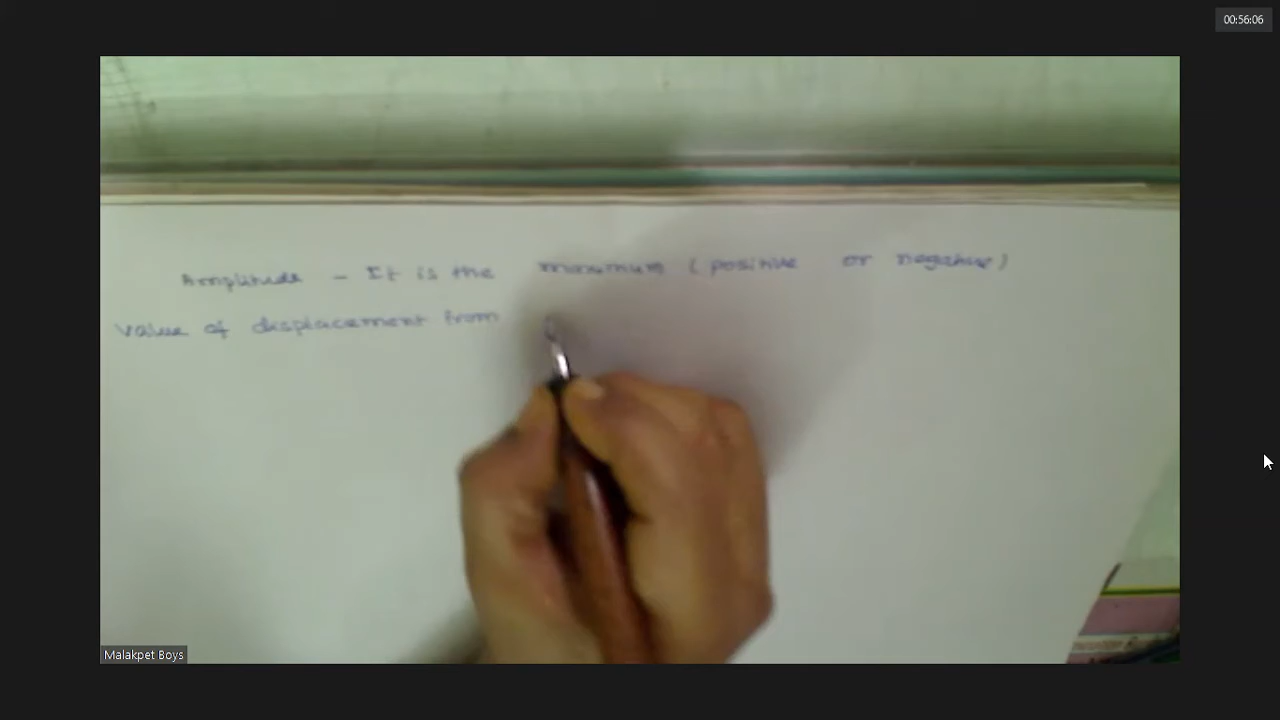 00:56:06
Amplitude - It is the maximum (positive or negative)
value of displacement from
Malakpet Boys